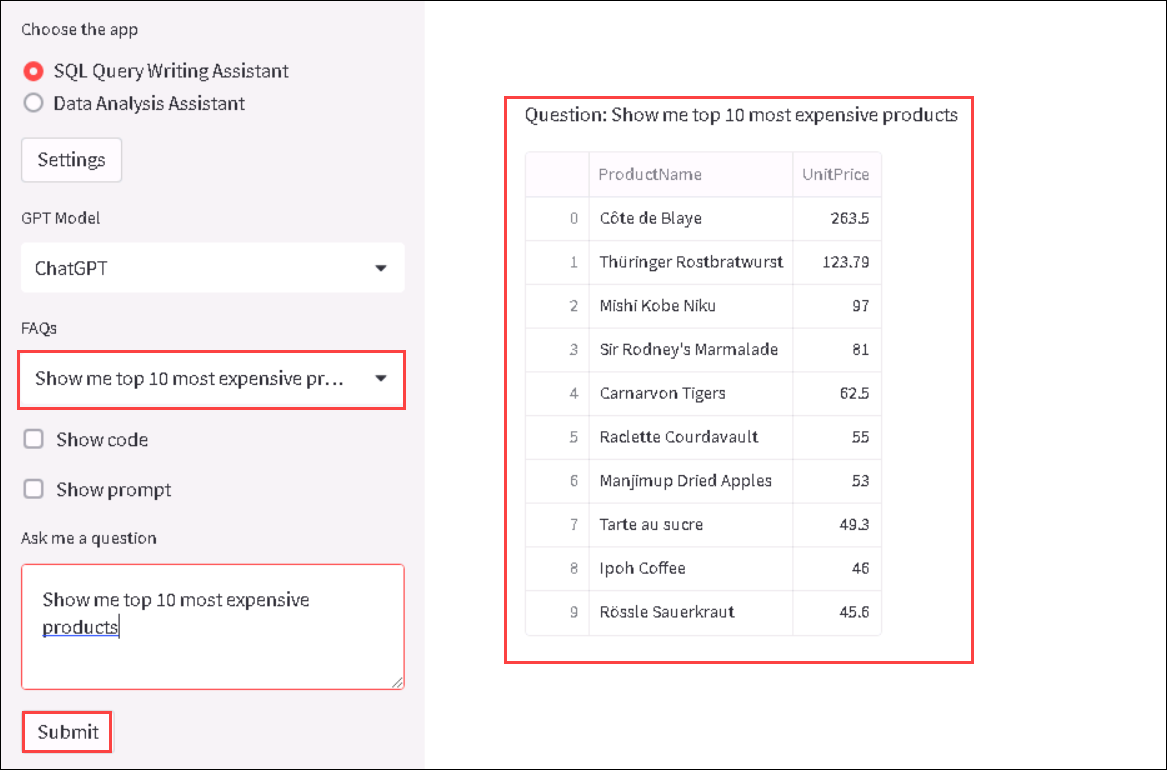 Choose the app
SQL Query Writing Assistant
Data Analysis Assistant
Settings
GPT Model
ChatGPT
FAQs
Show me top 10 most expensive pr...
Show code
Show prompt
Ask me a question
Show me top 10 most expensive
products
Submit
Question: Show me top 10 most expensive products
ProductName UnitPrice
0 Côte de Blaye 263.5
1 Thüringer Rostbratwurst 123.79
2 Mishi Kobe Niku 97
3 Sir Rodney's Marmalade 81
4 Carnarvon Tigers 62.5
5 Raclette Courdavault 55
6 Manjimup Dried Apples 53
7 Tarte au sucre 49.3
8 Ipoh Coffee 46
9 Rössle Sauerkraut 45.6